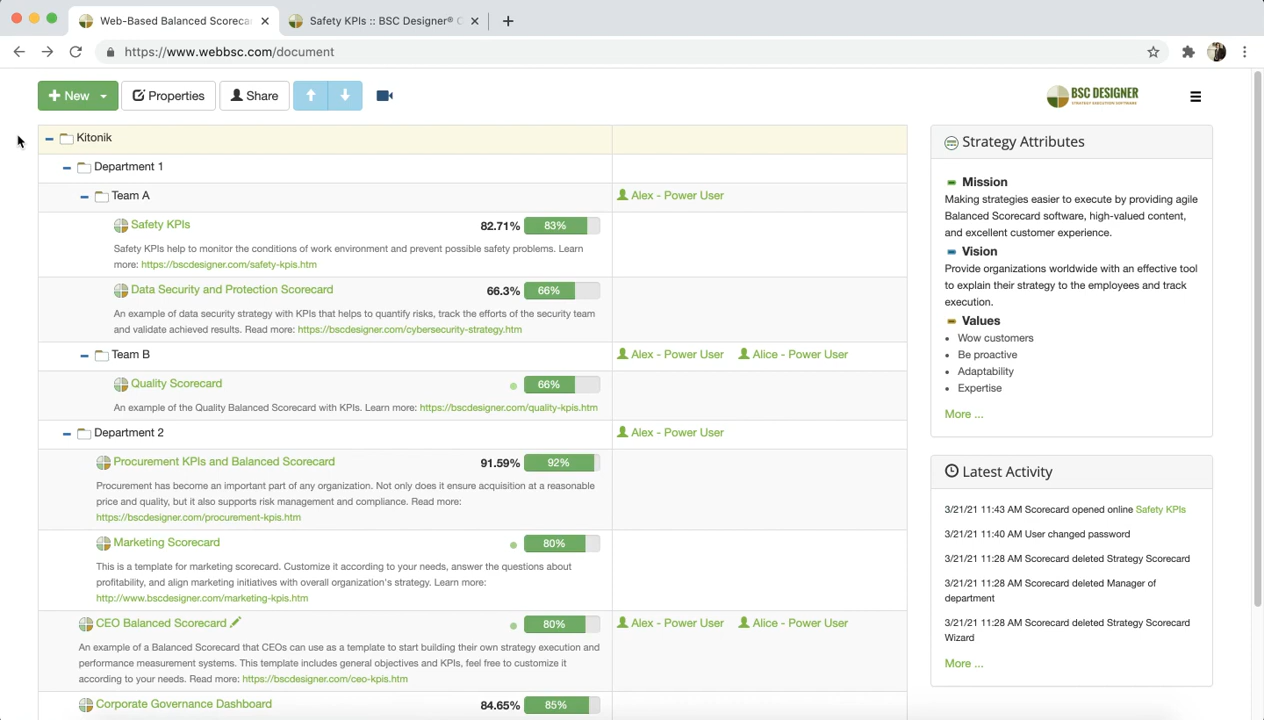 Web-Based Balanced Scoreca
Safety KPIs :: BSC Designer®
https://www.webbsc.com/document
New
Properties
Share
BSC DESIGNER
STRATEGY EXECUTION SOFTWARE
Kitonik
Department 1
Team A
Alex - Power User
Safety KPIs
82.71%
83%
Safety KPIs help to monitor the conditions of work environment and prevent possible safety problems. Learn
more: https://bscdesigner.com/safety-kpis.htm
Data Security and Protection Scorecard
66.3%
66%
An example of data security strategy with KPIs that helps to quantify risks, track the efforts of the security team
and validate achieved results. Read more: https://bscdesigner.com/cybersecurity-strategy.htm
Team B
Alex - Power User
Alice - Power User
Quality Scorecard
66%
An example of the Quality Balanced Scorecard with KPIs. Learn more: https://bscdesigner.com/quality-kpis.htm
Department 2
Alex - Power User
Procurement KPIs and Balanced Scorecard
91.59%
92%
Procurement has become an important part of any organization. Not only does it ensure acquisition at a reasonable
price and quality, but it also supports risk management and compliance. Read more:
https://bscdesigner.com/procurement-kpis.htm
Marketing Scorecard
80%
This is a template for marketing scorecard. Customize it according to your needs, answer the questions about
profitability, and align marketing initiatives with overall organization's strategy. Learn more:
http://www.bscdesigner.com/marketing-kpis.htm
CEO Balanced Scorecard
80%
Alex - Power User
Alice - Power User
An example of a Balanced Scorecard that CEOs can use as a template to start building their own strategy execution and
performance measurement systems. This template includes general objectives and KPIs, feel free to customize it
according to your needs. Read more: https://bscdesigner.com/ceo-kpis.htm
Corporate Governance Dashboard
84.65%
85%
Strategy Attributes
Mission
Making strategies easier to execute by providing agile
Balanced Scorecard software, high-valued content,
and excellent customer experience.
Vision
Provide organizations worldwide with an effective tool
to explain their strategy to the employees and track
execution.
Values
Wow customers
Be proactive
Adaptability
Expertise
More ...
Latest Activity
3/21/21 11:43 AM Scorecard opened online Safety KPIs
3/21/21 11:40 AM User changed password
3/21/21 11:28 AM Scorecard deleted Strategy Scorecard
3/21/21 11:28 AM Scorecard deleted Manager of
department
3/21/21 11:28 AM Scorecard deleted Strategy Scorecard
Wizard
More ...